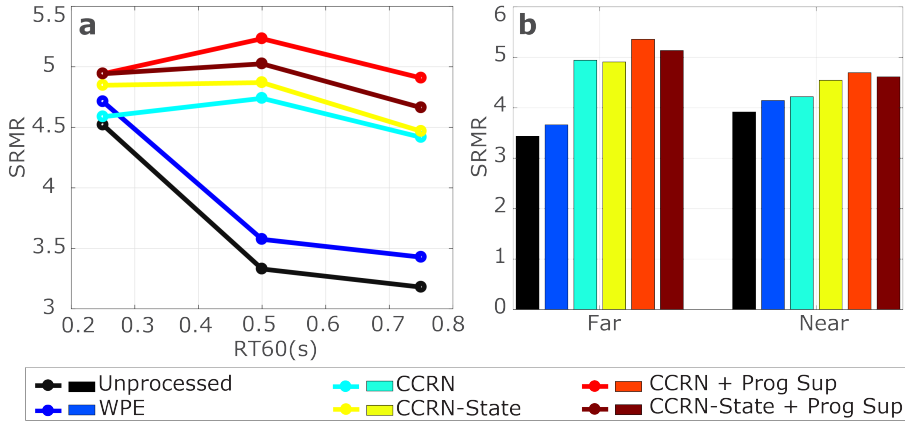 a
SRMR
5.5
5
4.5
4
3.5
3
0.2
0.3
0.4
0.5
0.6
0.7
0.8
RT60(s)
b
SRMR
6
5
4
3
2
1
0
Far
Near
Unprocessed
WPE
CCRN
CCRN-State
CCRN + Prog Sup
CCRN-State + Prog Sup